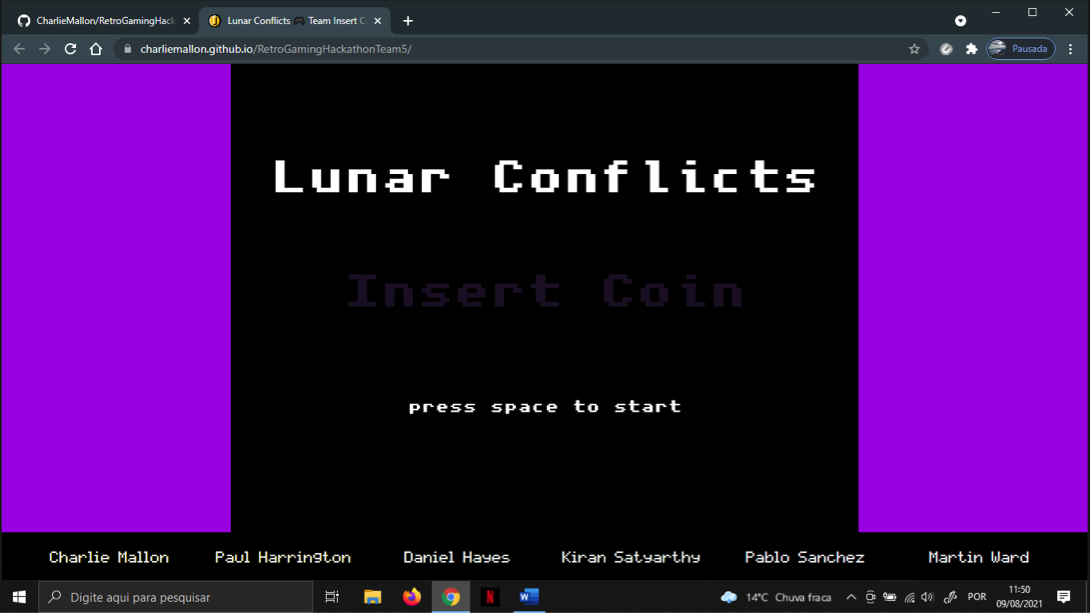 CharlieMallon/RetroGamingHack
Lunar Conflicts 🎮 Team Insert C
charliemallon.github.io/RetroGamingHackathonTeam5/
Pausada
Lunar Conflicts
Insert Coin
press space to start
Charlie Mallon Paul Harrington Daniel Hayes Kiran Satyarthy Pablo Sanchez Martin Ward
Digite aqui para pesquisar
N
W
14°C Chuva fraca
POR
11:50
09/08/2021